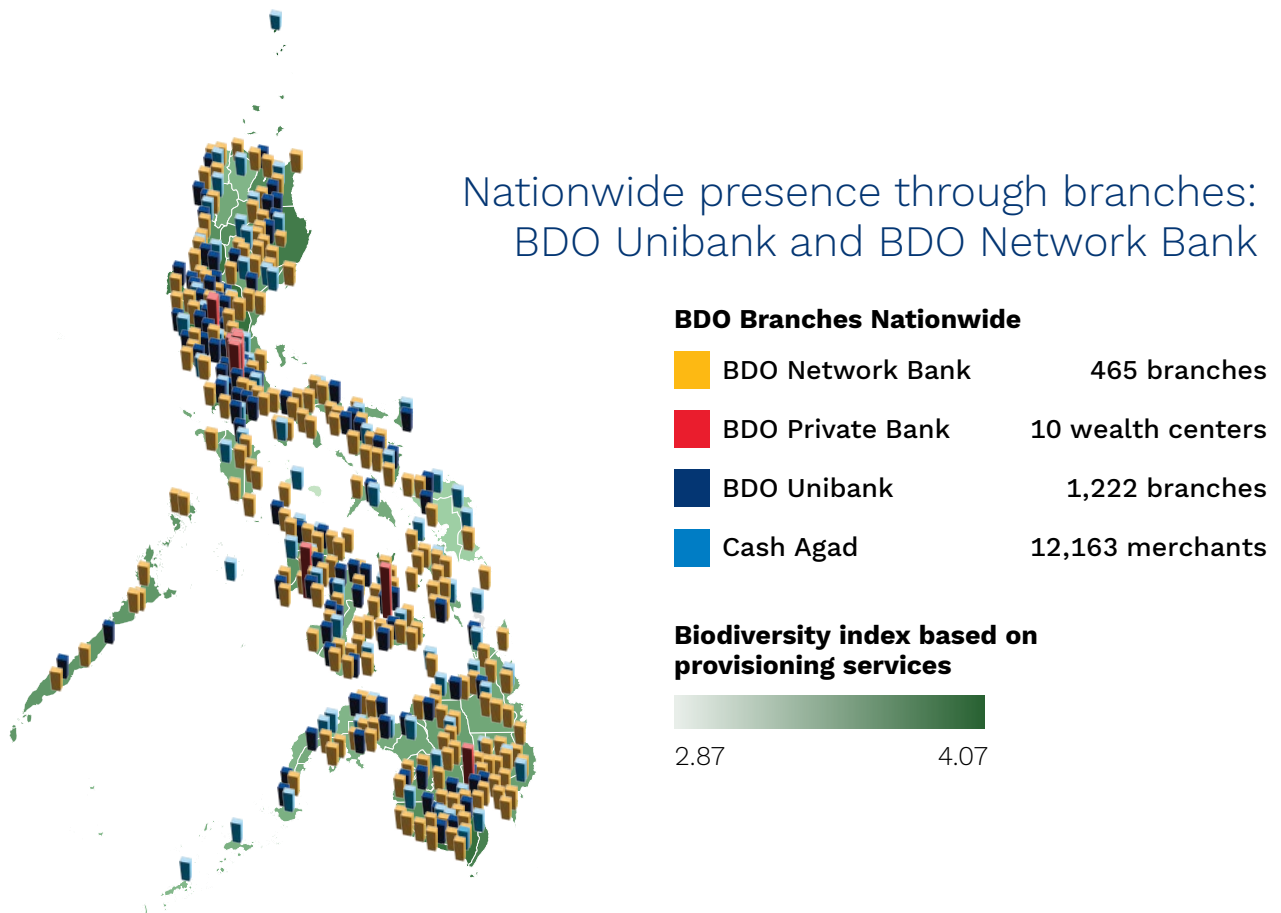 Nationwide presence through branches:
BDO Unibank and BDO Network Bank
BDO Branches Nationwide
BDO Network Bank 465 branches
BDO Private Bank 10 wealth centers
BDO Unibank 1,222 branches
Cash Agad 12,163 merchants
Biodiversity index based on
provisioning services
2.87 4.07